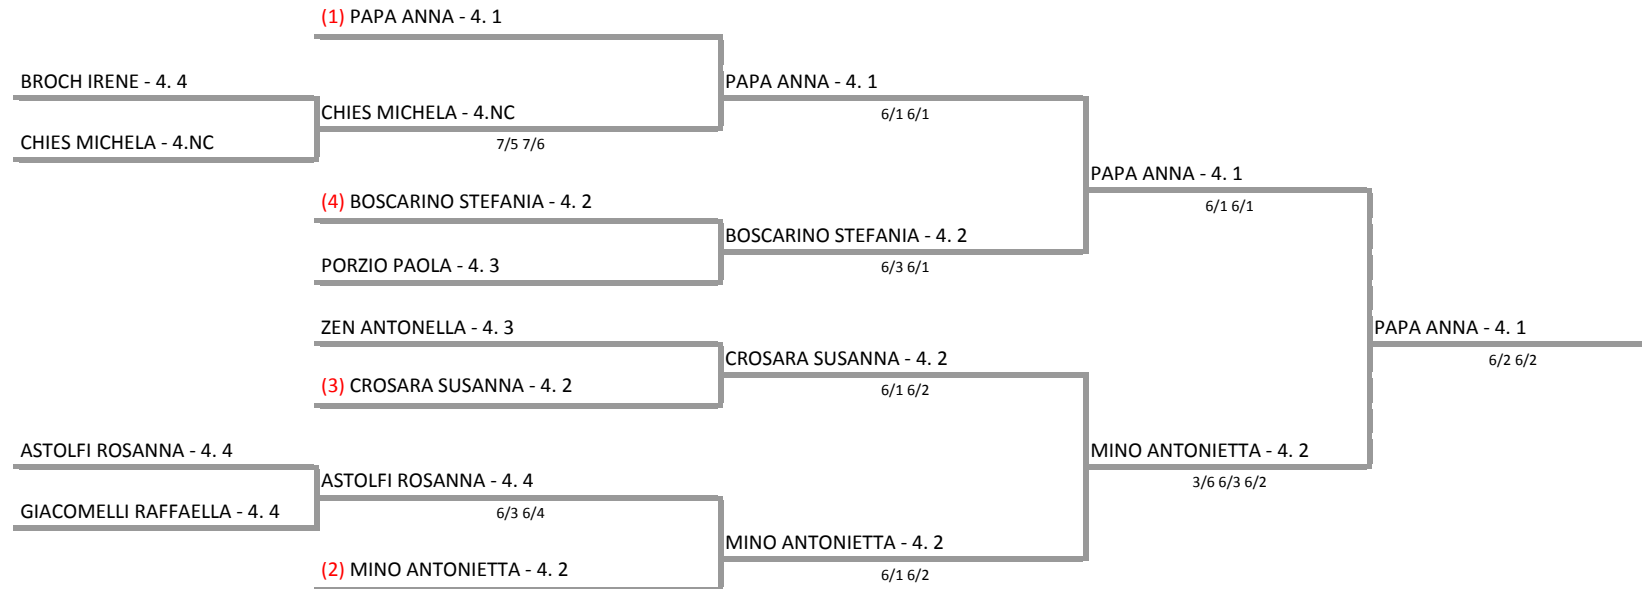 (1) PAPA ANNA - 4. 1
BROCH IRENE - 4. 4
PAPA ANNA - 4. 1
CHIES MICHELA - 4.NC
6/1 6/1
CHIES MICHELA - 4.NC
7/5 7/6
PAPA ANNA - 4. 1
(4) BOSCARINO STEFANIA - 4. 2
6/1 6/1
BOSCARINO STEFANIA - 4. 2
PORZIO PAOLA - 4. 3
6/3 6/1
ZEN ANTONELLA - 4. 3
PAPA ANNA - 4. 1
CROSARA SUSANNA - 4. 2
6/2 6/2
(3) CROSARA SUSANNA - 4. 2
6/1 6/2
ASTOLFI ROSANNA - 4. 4
MINO ANTONIETTA - 4. 2
ASTOLFI ROSANNA - 4. 4
3/6 6/3 6/2
GIACOMELLI RAFFAELLA - 4. 4
6/3 6/4
MINO ANTONIETTA - 4. 2
(2) MINO ANTONIETTA - 4. 2
6/1 6/2